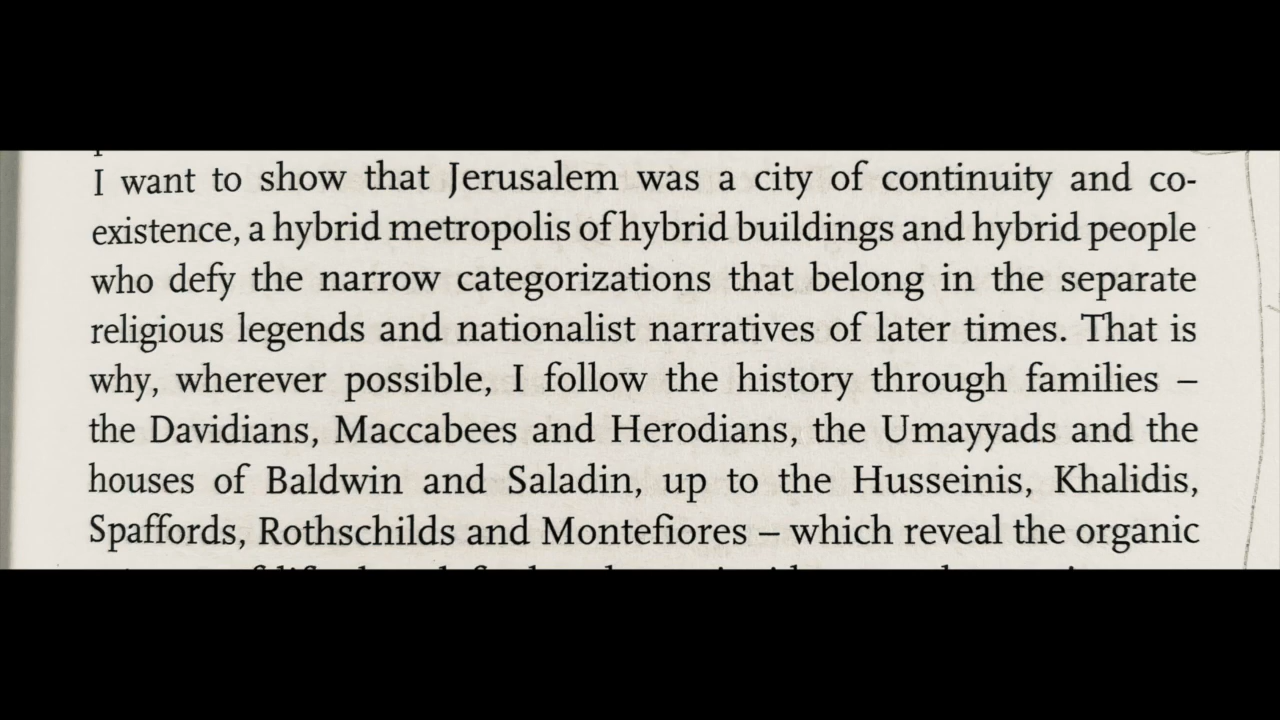 I want to show that Jerusalem was a city of continuity and co-
existence, a hybrid metropolis of hybrid buildings and hybrid people
who defy the narrow categorizations that belong in the separate
religious legends and nationalist narratives of later times. That is
why, wherever possible, I follow the history through families –
the Davidians, Maccabees and Herodians, the Umayyads and the
houses of Baldwin and Saladin, up to the Husseinis, Khalidis,
Spaffords, Rothschilds and Montefiores – which reveal the organic